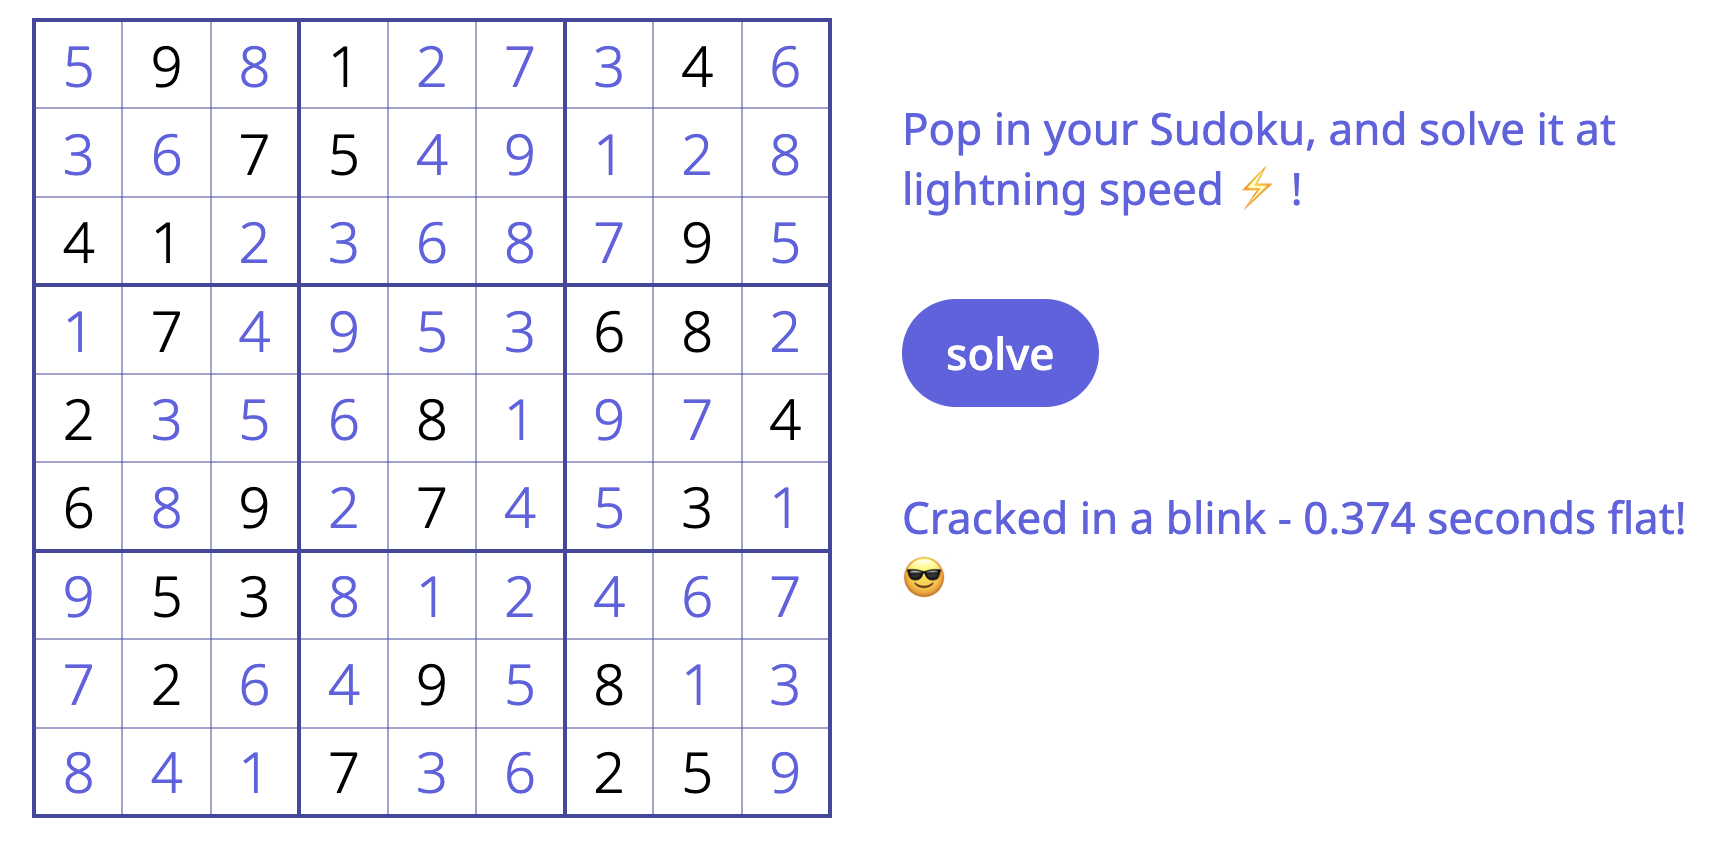 5 9 8 1 2 7 3 4 6
3 6 7 5 4 9 1 2 8
4 1 2 3 6 8 7 9 5
1 7 4 9 5 3 6 8 2
2 3 5 6 8 1 9 7 4
6 8 9 2 7 4 5 3 1
9 5 3 8 1 2 4 6 7
7 2 6 4 9 5 8 1 3
8 4 1 7 3 6 2 5 9
Pop in your Sudoku, and solve it at
lightning speed ⚡ !
solve
Cracked in a blink - 0.374 seconds flat!
😎